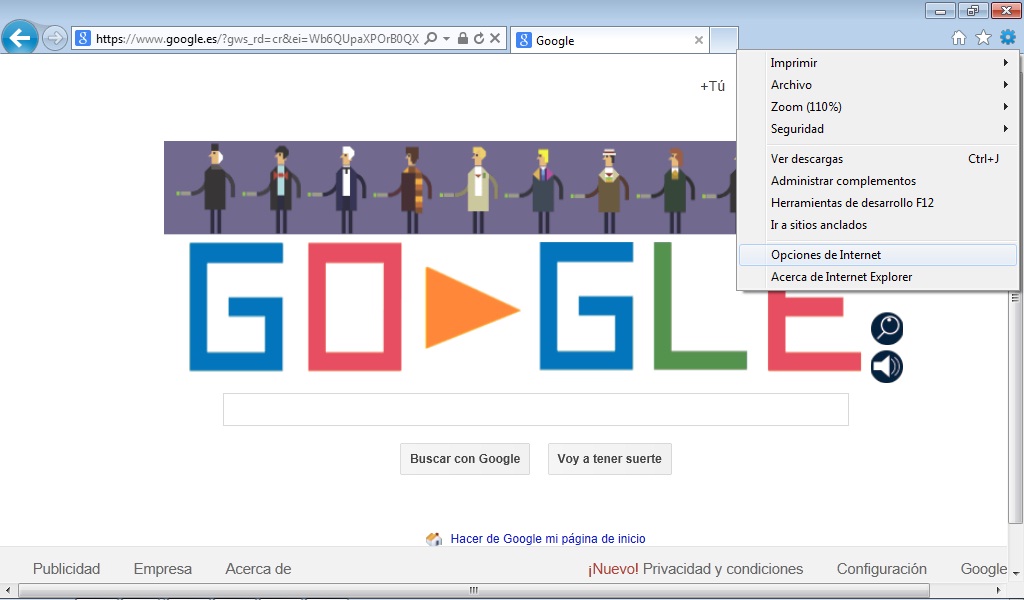 https://www.google.es/?gws_rd=cr&ei=Wb6QUpaXPOrB0QX
Google
+Tú
Imprimir
Archivo
Zoom (110%)
Seguridad
Ver descargas Ctrl+J
Administrar complementos
Herramientas de desarrollo F12
Ir a sitios anclados
Opciones de Internet
Acerca de Internet Explorer
GO GLE
Buscar con Google Voy a tener suerte
Hacer de Google mi página de inicio
Publicidad Empresa Acerca de ¡Nuevo! Privacidad y condiciones Configuración Google